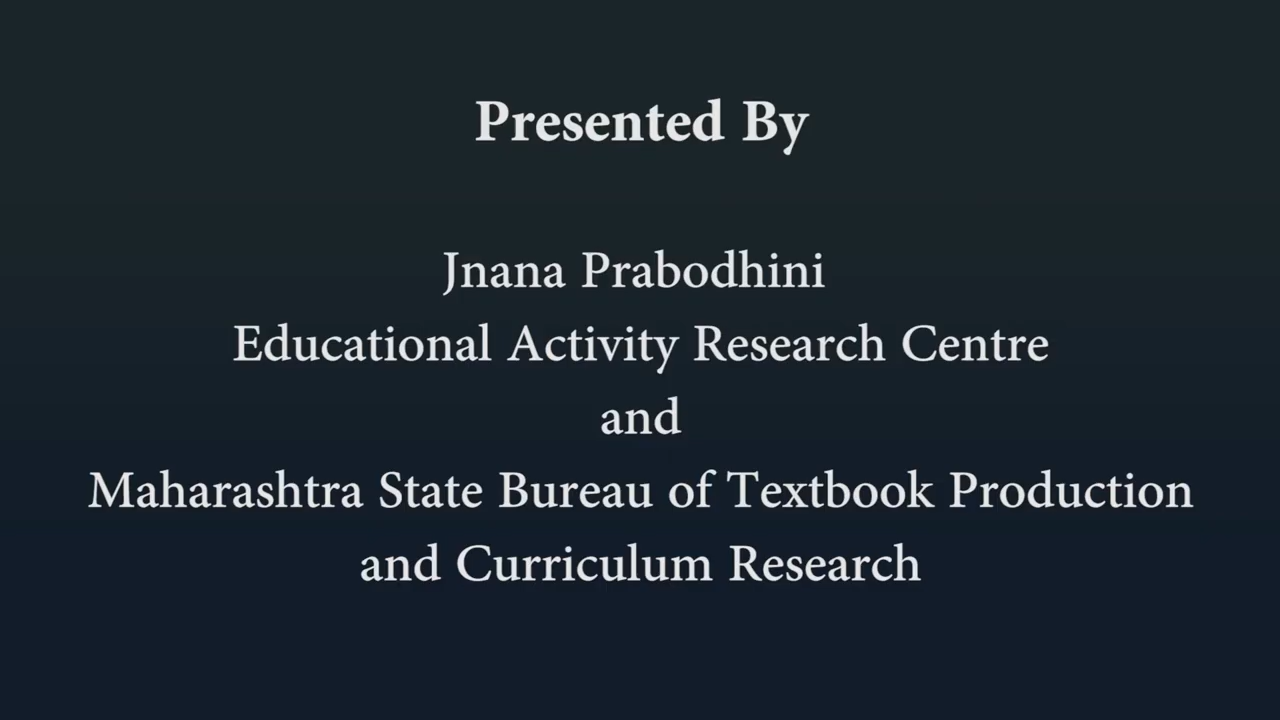 Presented By
Jnana Prabodhini
Educational Activity Research Centre
and
Maharashtra State Bureau of Textbook Production
and Curriculum Research